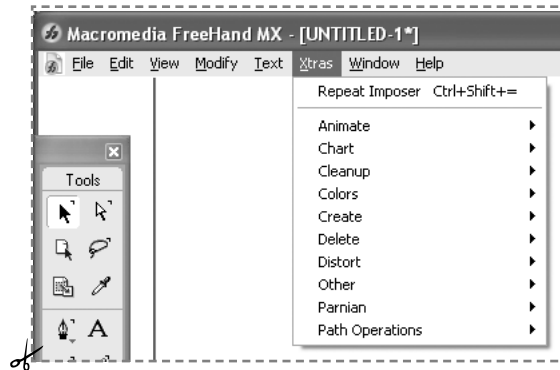 Macromedia FreeHand MX - [UNTITLED-1*]
File Edit View Modify Text Xtras Window Help
Repeat Imposer Ctrl+Shift+=
Animate
Chart
Cleanup
Colors
Create
Delete
Distort
Other
Parnian
Path Operations
Tools
A